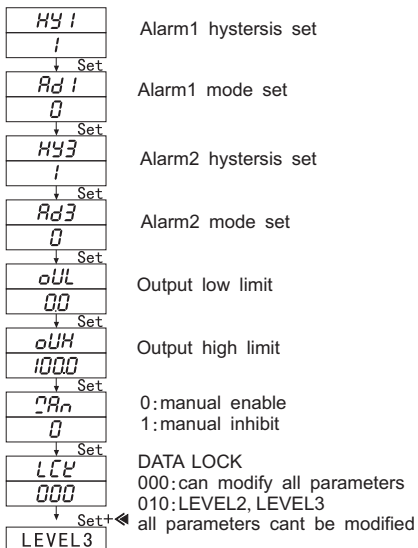 HY1
1
Alarm1 hystersis set
Set
Ad1
0
Alarm1 mode set
Set
HY3
1
Alarm2 hystersis set
Set
Ad3
0
Alarm2 mode set
Set
oUL
0.0
Output low limit
Set
oUH
100.0
Output high limit
Set
0
0:manual enable
1:manual inhibit
Set
LCK
000
DATA LOCK
000:can modify all parameters
010:LEVEL2, LEVEL3
all parameters cant be modified
Set+≪
LEVEL3